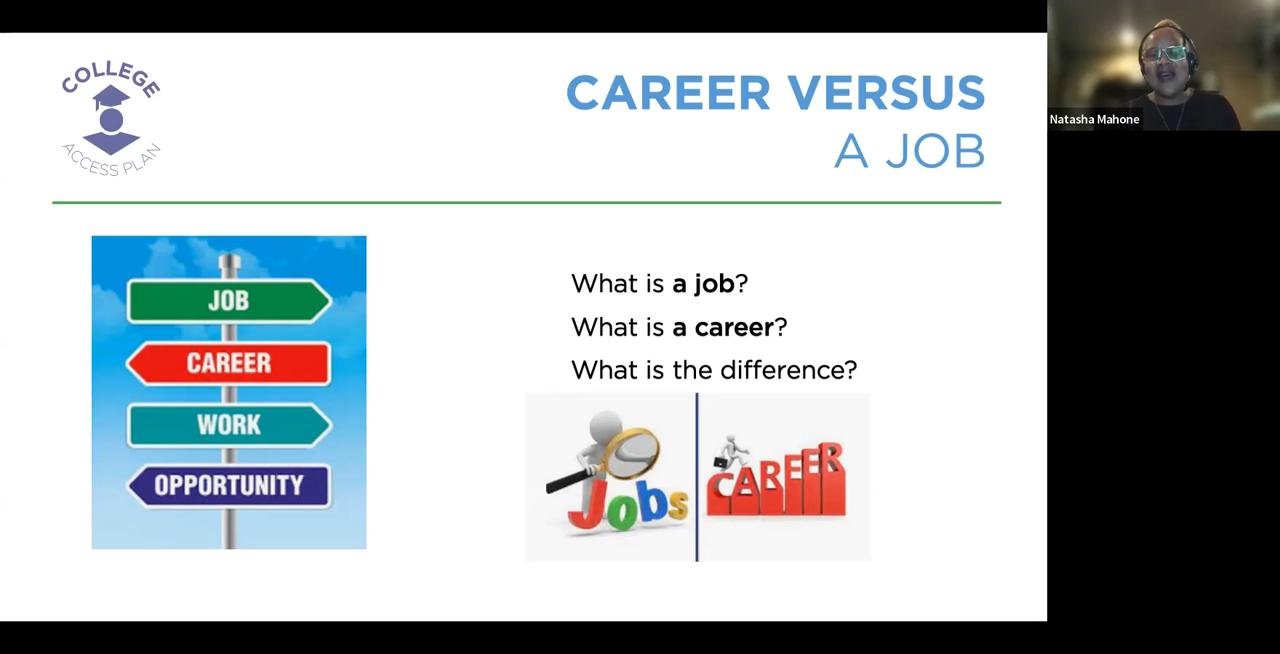 COLLEGE
ACCESS PLAN
CAREER VERSUS
A JOB
Natasha Mahone
JOB
CAREER
WORK
OPPORTUNITY
What is a job?
What is a career?
What is the difference?
Jobs
CAREER